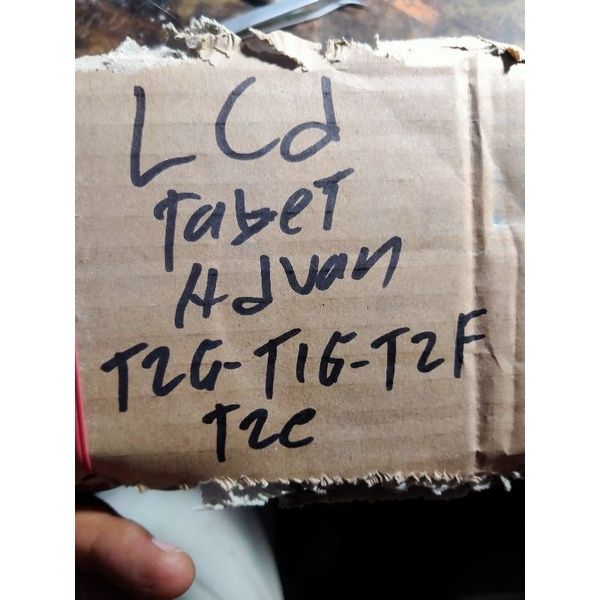 LCd
TabeT
Advan
T2G-T1G-T2F
T2C